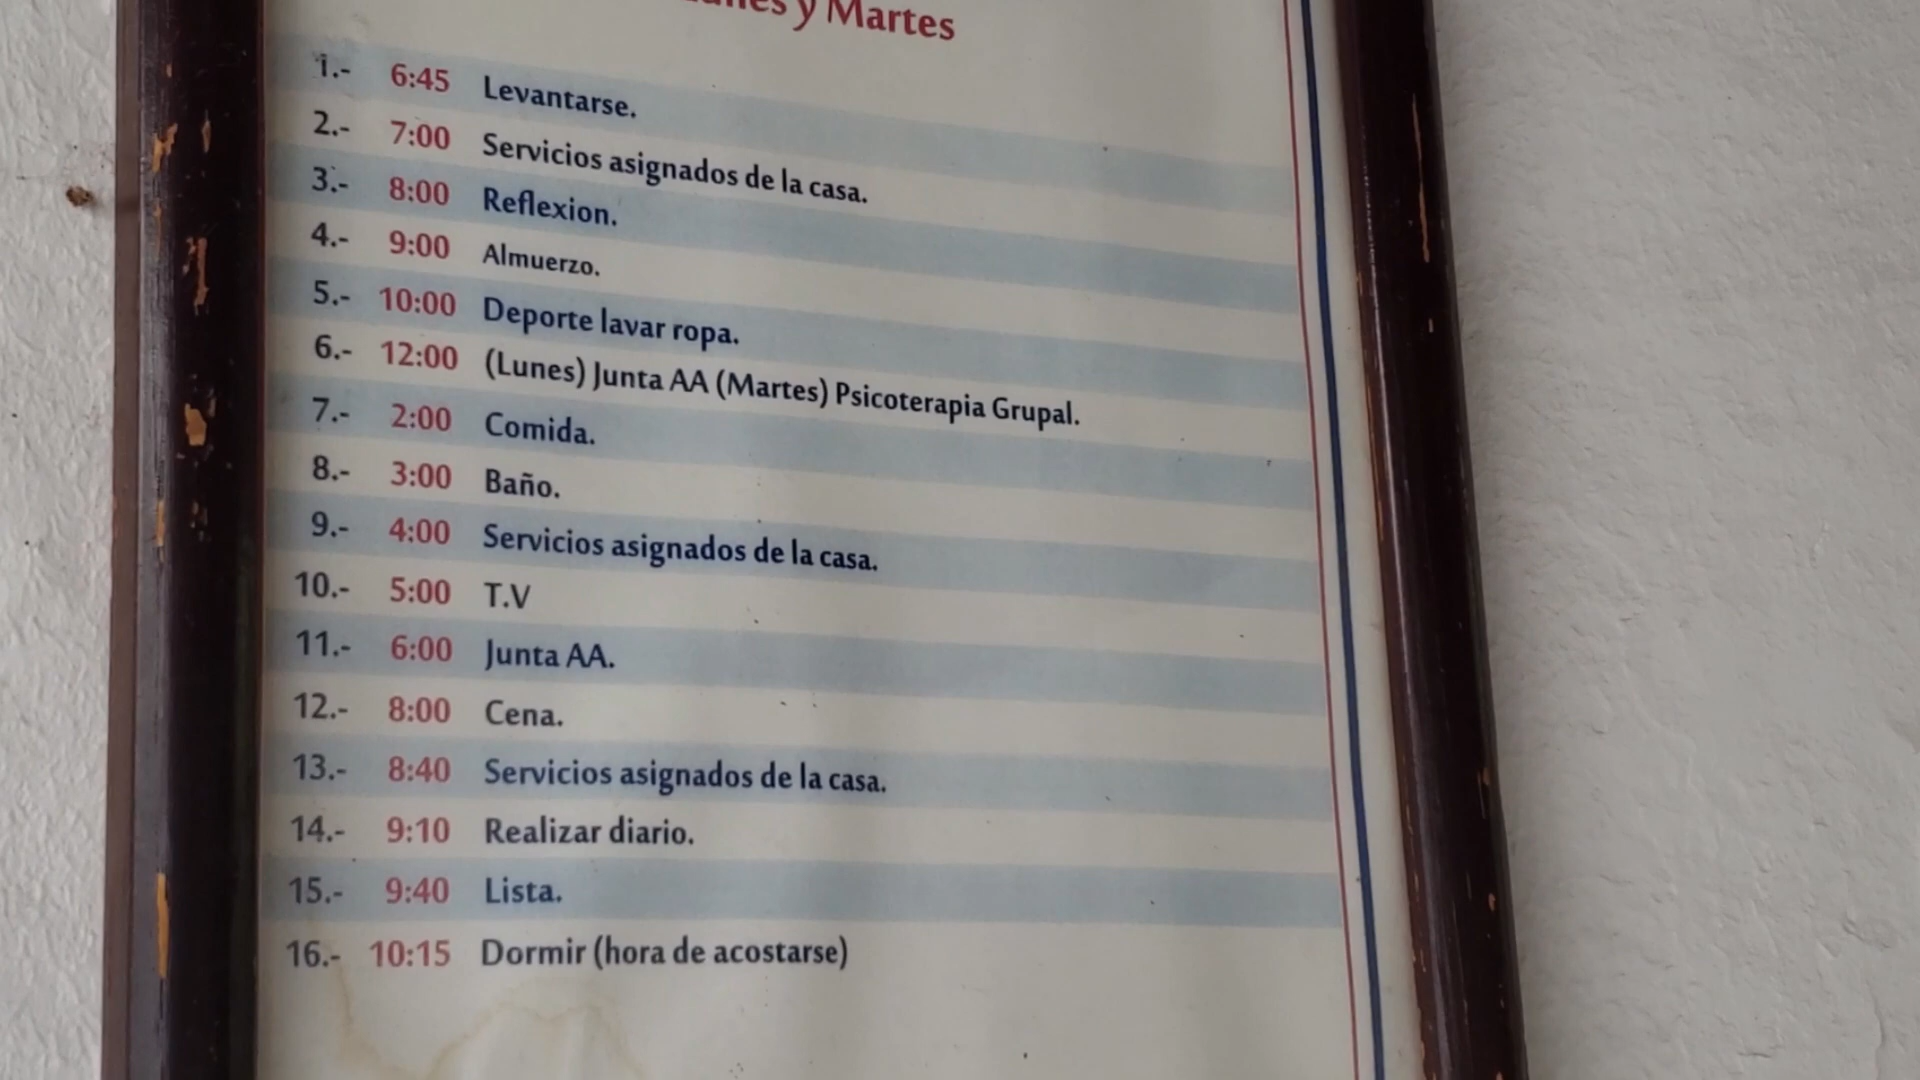 y Martes
1.- 6:45 Levantarse.
2.- 7:00 Servicios asignados de la casa.
3.- 8:00 Reflexion.
4.- 9:00 Almuerzo.
5.- 10:00 Deporte lavar ropa.
6.- 12:00 (Lunes) Junta AA (Martes) Psicoterapia Grupal.
7.- 2:00 Comida.
8.- 3:00 Baño.
9.- 4:00 Servicios asignados de la casa.
10.- 5:00 T.V
11.- 6:00 Junta AA.
12.- 8:00 Cena.
13.- 8:40 Servicios asignados de la casa.
14.- 9:10 Realizar diario.
15.- 9:40 Lista.
16.- 10:15 Dormir (hora de acostarse)